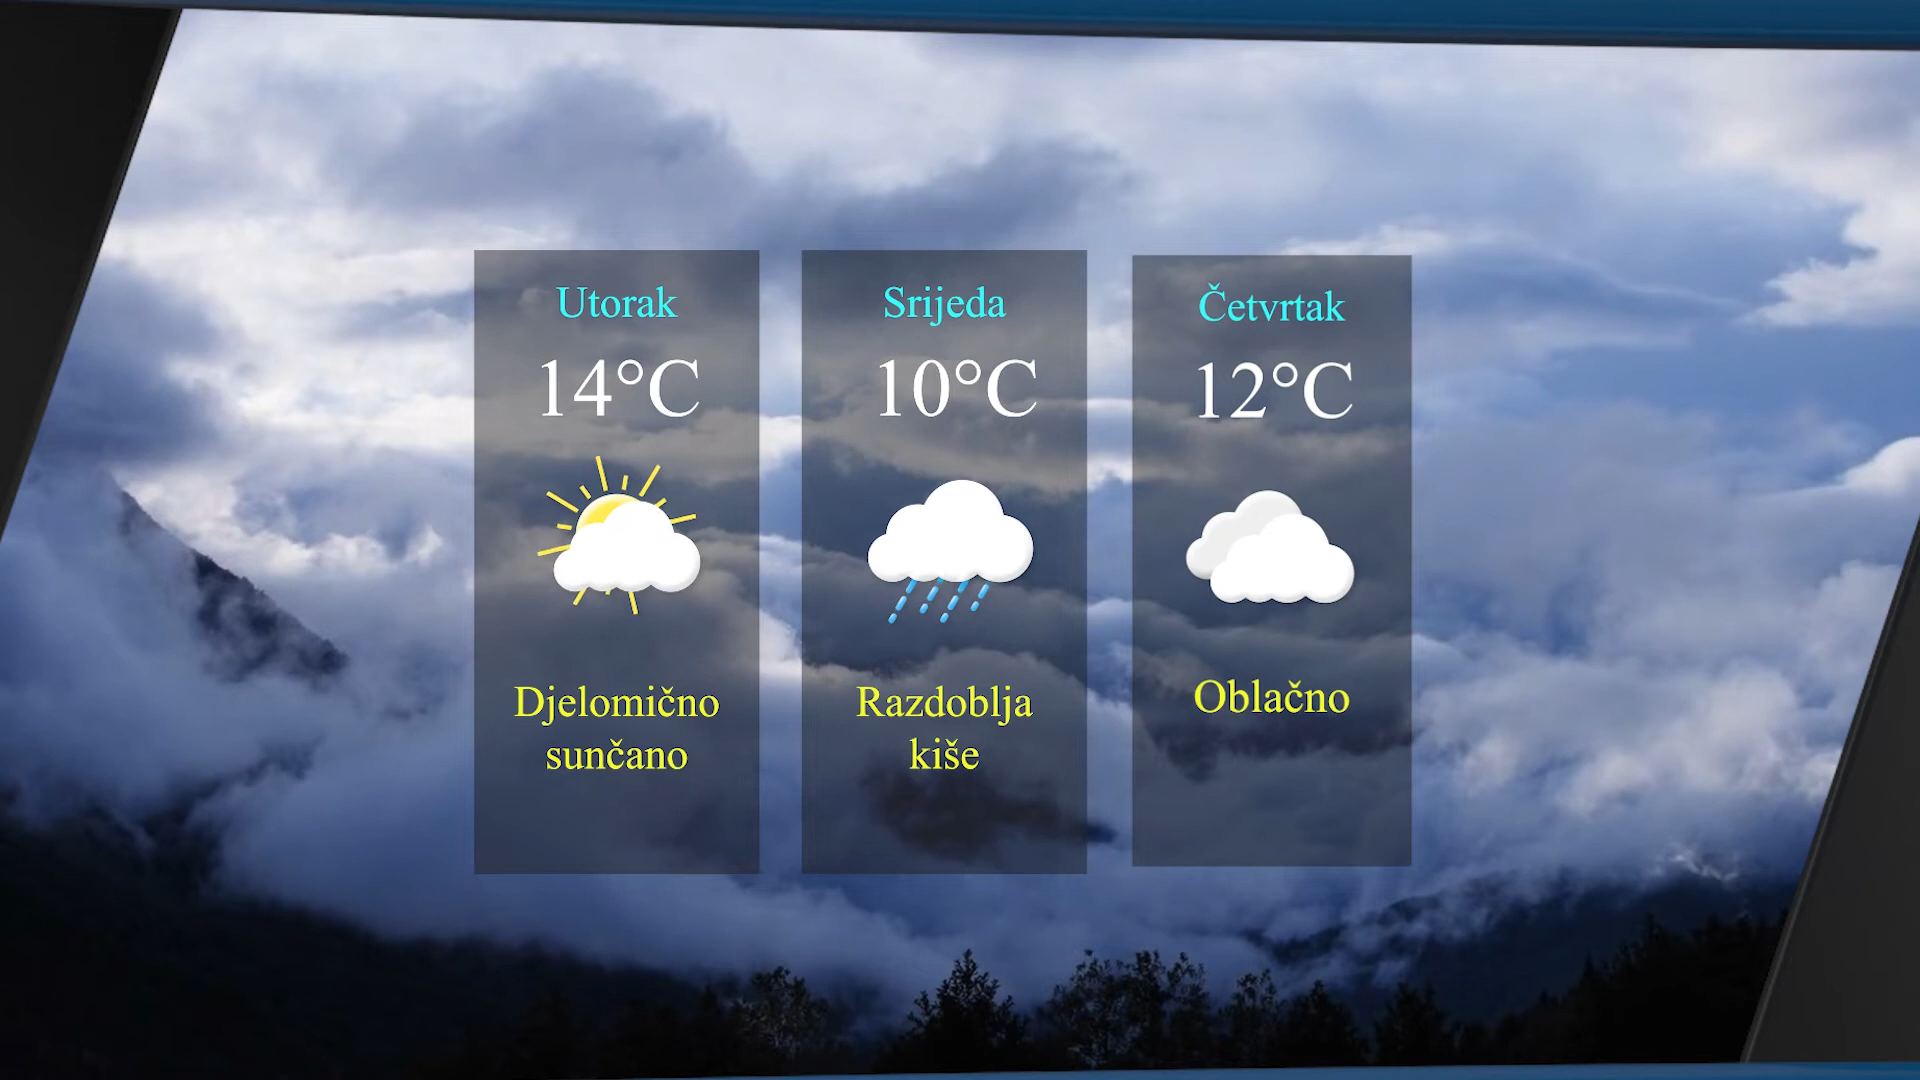 Utorak
14°C
Djelomično
sunčano
Srijeda
10°C
Razdoblja
kiše
Četvrtak
12°C
Oblačno